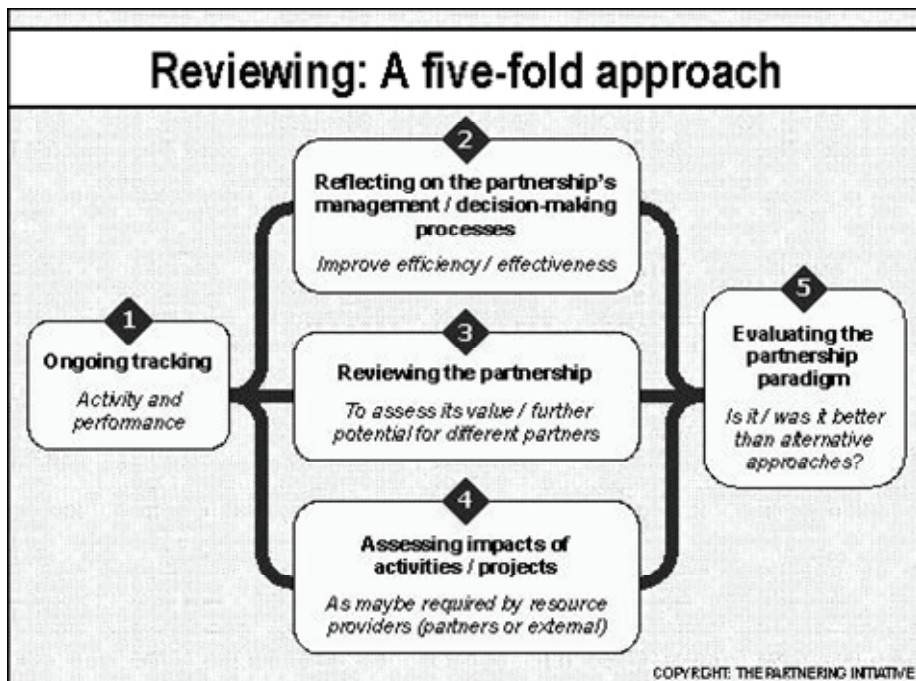 Reviewing: A five-fold approach
1
Ongoing tracking
Activity and
performance
2
Reflecting on the partnership's
management / decision-making
processes
Improve efficiency / effectiveness
3
Reviewing the partnership
To assess its value / further
potential for different partners
4
Assessing impacts of
activities / projects
As maybe required by resource
providers (partners or external)
5
Evaluating the
partnership
paradigm
Is it / was it better
than alternative
approaches?
COPYRIGHT: THE PARTNERING INITIATIVE